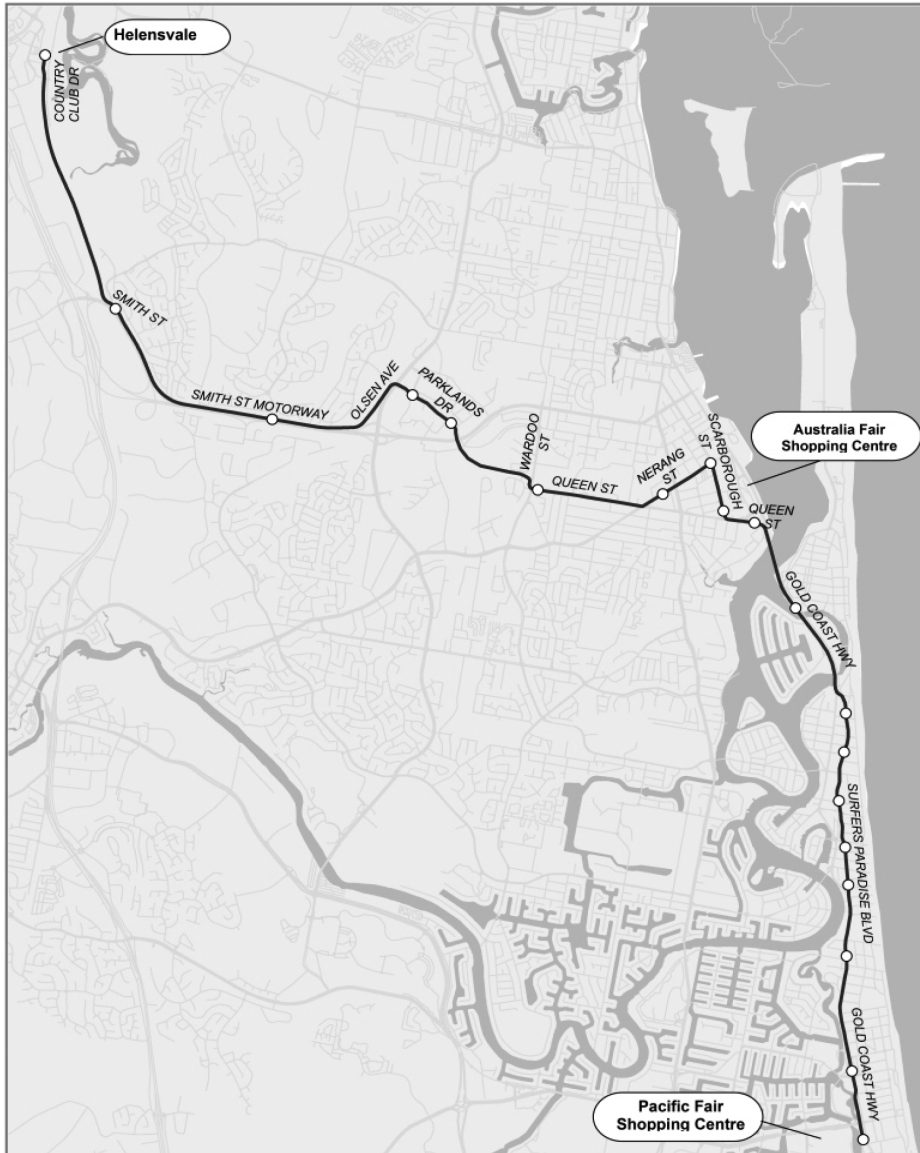 Helensvale
COUNTRY
CLUB DR
SMITH ST
SMITH ST MOTORWAY
OLSEN AVE
PARKLANDS
DR
WARDOO
ST
QUEEN ST
NERANG
ST
SCARBOROUGH
ST
Australia Fair
Shopping Centre
QUEEN
ST
GOLD COAST HWY
SURFERS PARADISE BLVD
GOLD COAST HWY
Pacific Fair
Shopping Centre